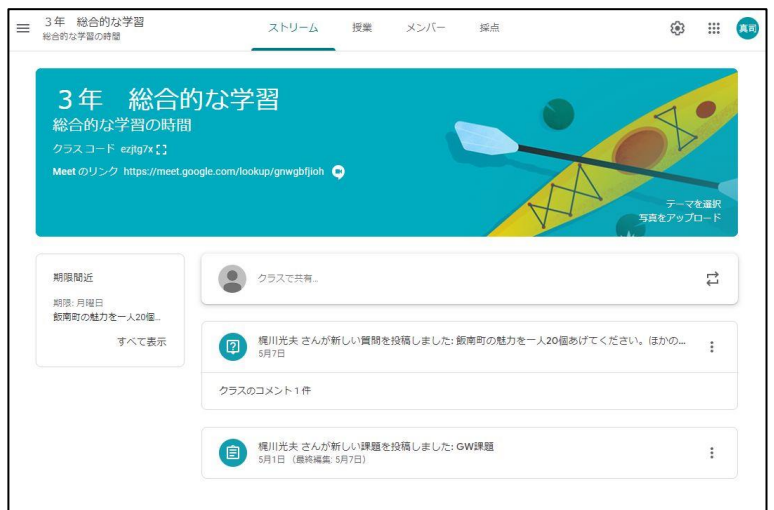 ３年　総合的な学習
総合的な学習の時間
ストリーム
授業
メンバー
採点
真司
３年　総合的な学習
総合的な学習の時間
クラス コード ezjtg7x
Meet のリンク https://meet.google.com/lookup/gnwgbfjioh
テーマを選択
写真をアップロード
期限間近
期限: 月曜日
飯南町の魅力を一人20個…
すべて表示
クラスで共有…
梶川光夫 さんが新しい質問を投稿しました: 飯南町の魅力を一人20個あげてください。ほかの…
5月7日
クラスのコメント 1 件
梶川光夫 さんが新しい課題を投稿しました: GW課題
5月1日 （最終編集: 5月7日）